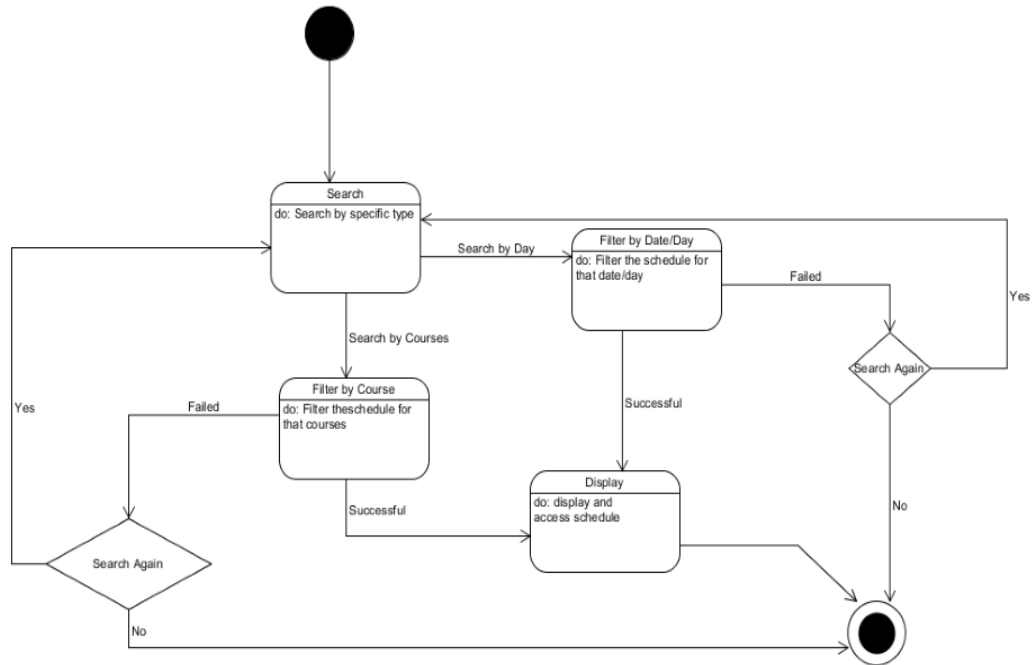 Search
do: Search by specific type
Search by Day
Filter by Date/Day
do: Filter the schedule for
that date/day
Failed
Yes
Search Again
Search by Courses
Filter by Course
do: Filter theschedule for
that courses
Failed
Yes
Successful
Successful
Display
do: display and
access schedule
No
Search Again
No